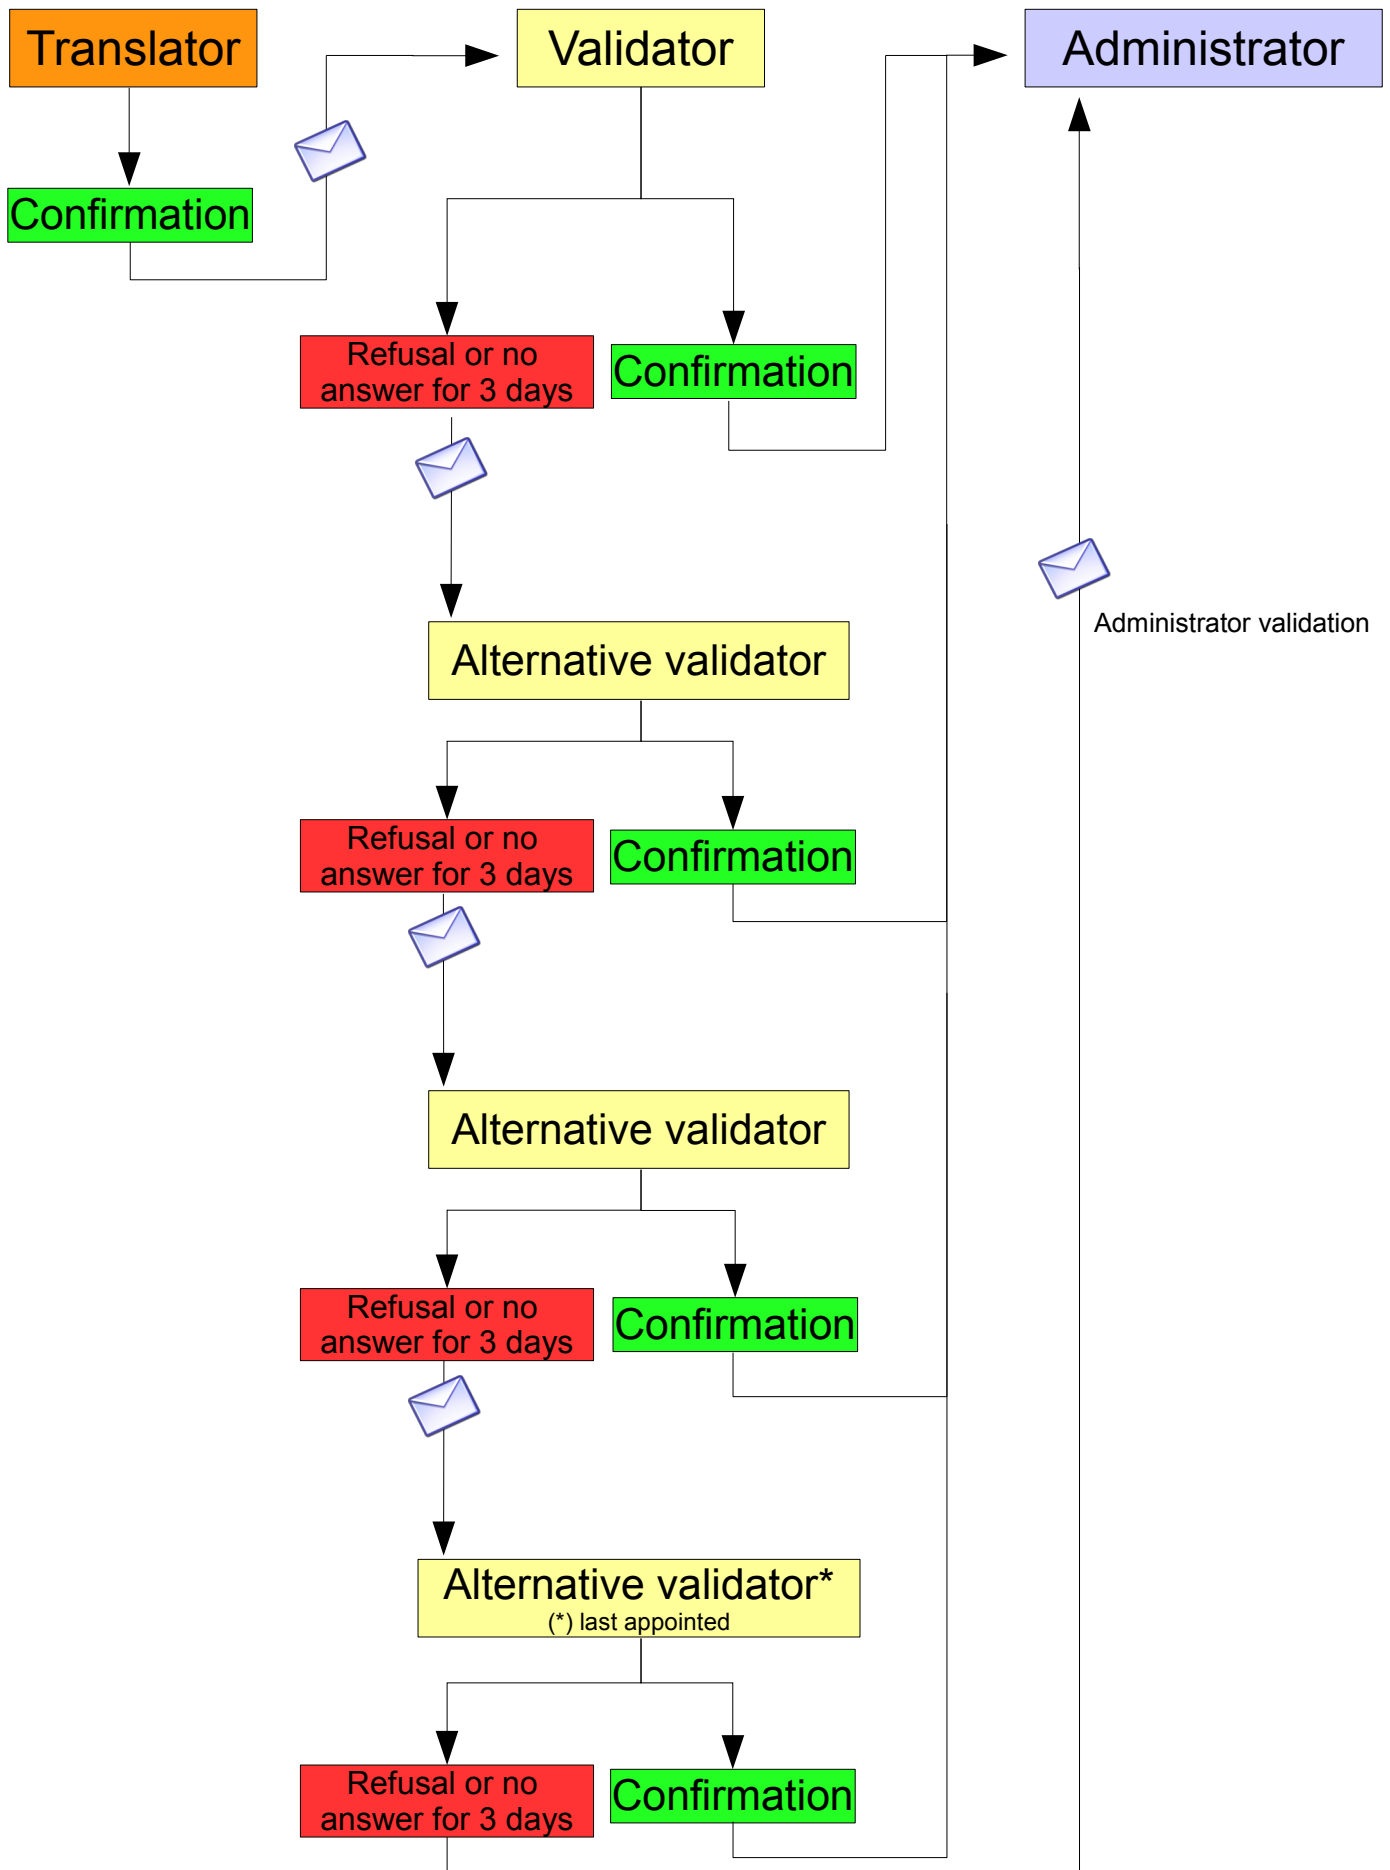 Translator
Validator
Administrator
Confirmation
Refusal or no
answer for 3 days
Confirmation
Administrator validation
Alternative validator
Refusal or no
answer for 3 days
Confirmation
Alternative validator
Refusal or no
answer for 3 days
Confirmation
Alternative validator*
(*) last appointed
Refusal or no
answer for 3 days
Confirmation